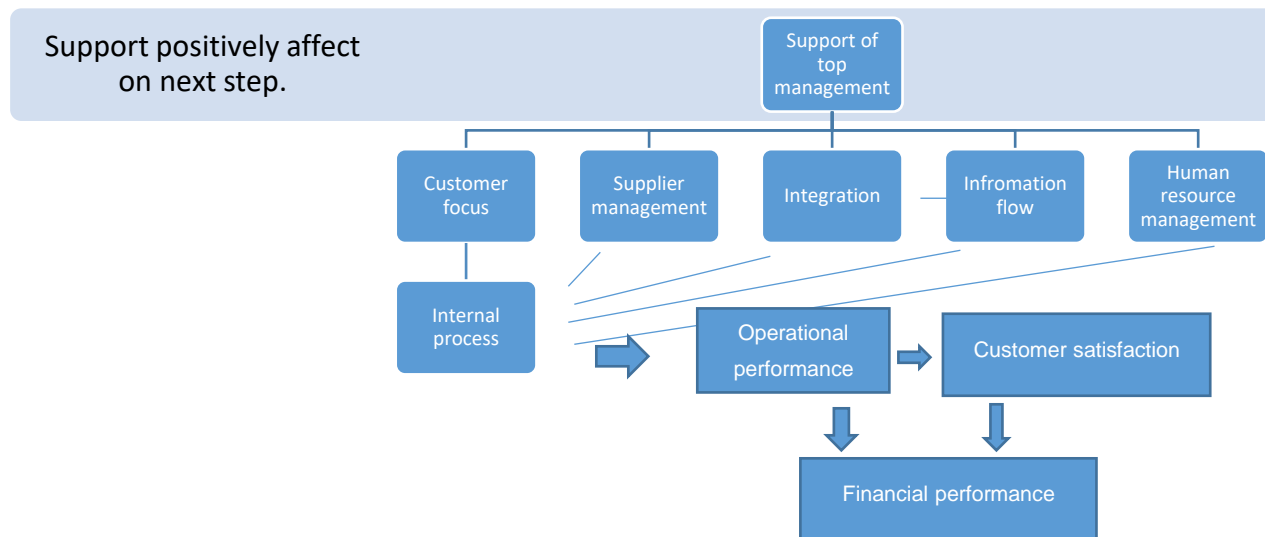 Support positively affect
on next step.
Support of
top
management
Customer
focus
Supplier
management
Integration
Infromation
flow
Human
resource
management
Internal
process
Operational
performance
Customer satisfaction
Financial performance